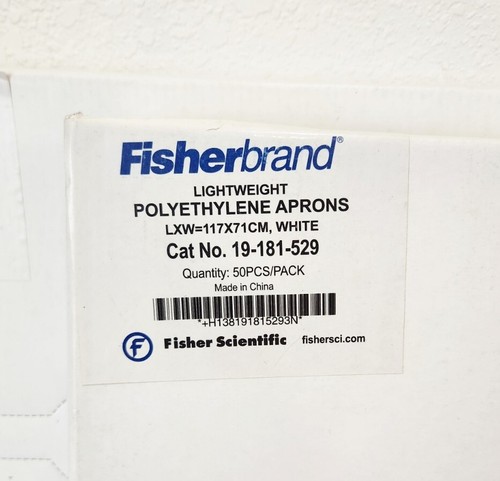 Fisherbrand®
LIGHTWEIGHT
POLYETHYLENE APRONS
LXW=117X71CM, WHITE
Cat No. 19-181-529
Quantity: 50PCS/PACK
Made in China
*+H138191815293N*
F Fisher Scientific fishersci.com